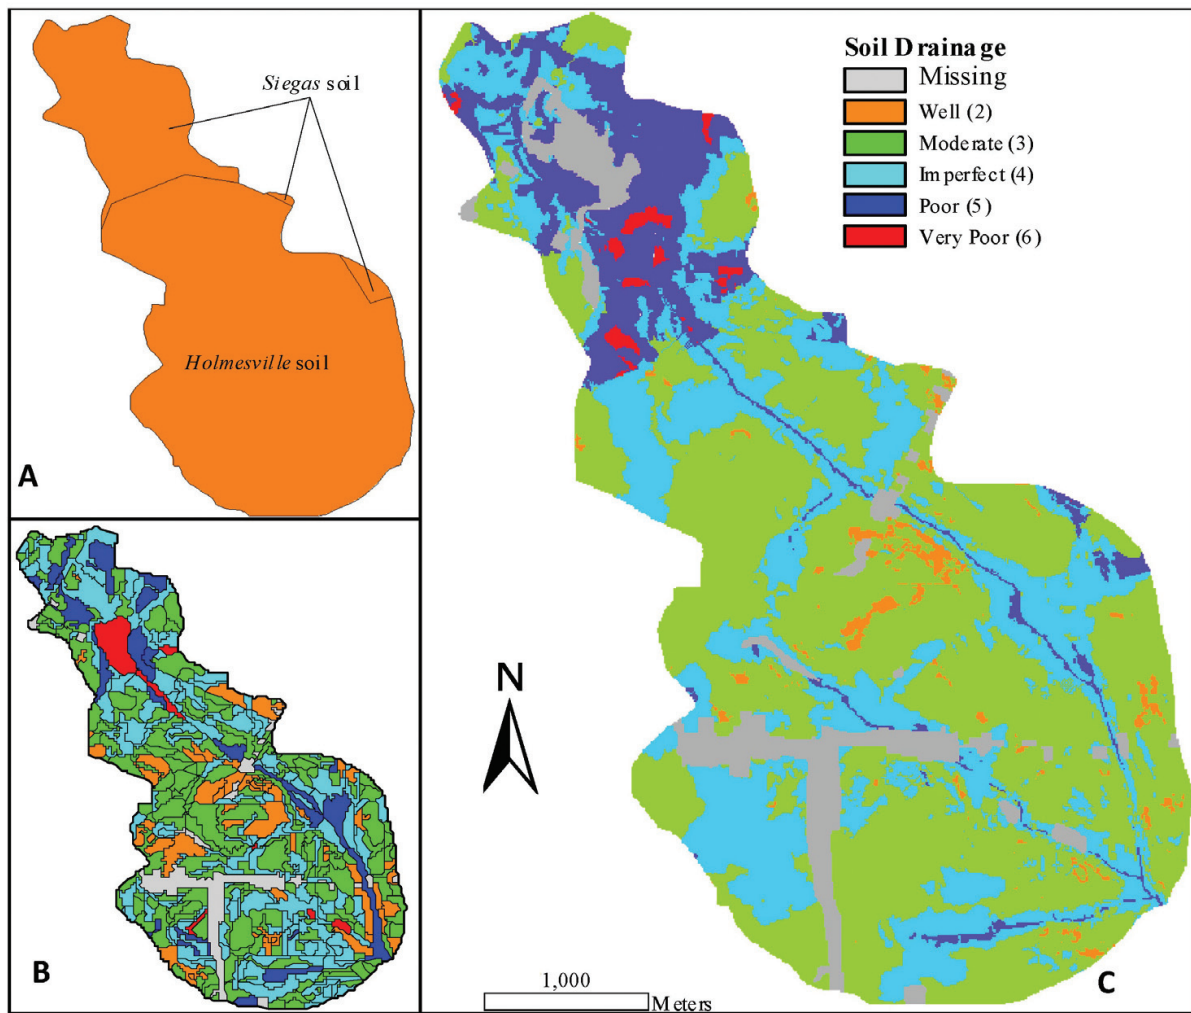 Siegas soil
Holmesville soil
A
B
Soil Drainage
Missing
Well (2)
Moderate (3)
Imperfect (4)
Poor (5)
Very Poor (6)
N
1,000
Meters
C